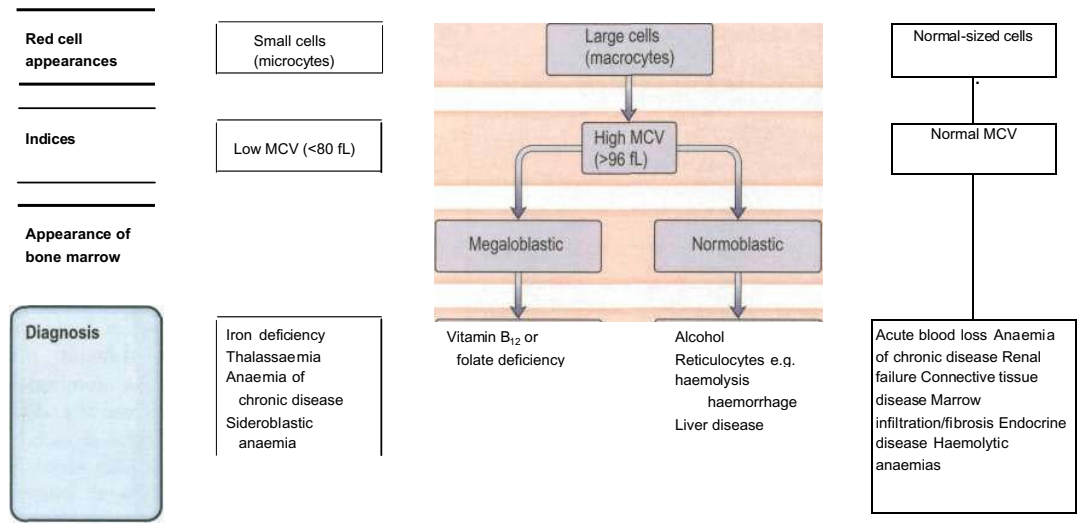 Red cell
appearances
Small cells
(microcytes)
Large cells
(macrocytes)
Normal-sized cells
Indices
Low MCV (<80 fL)
High MCV
(>96 fL)
Normal MCV
Appearance of
bone marrow
Megaloblastic
Normoblastic
Diagnosis
Iron deficiency
Thalassaemia
Anaemia of
chronic disease
Sideroblastic
anaemia
Vitamin B₁₂ or
folate deficiency
Alcohol
Reticulocytes e.g.
haemolysis
haemorrhage
Liver disease
Acute blood loss Anaemia
of chronic disease Renal
failure Connective tissue
disease Marrow
infiltration/fibrosis Endocrine
disease Haemolytic
anaemias